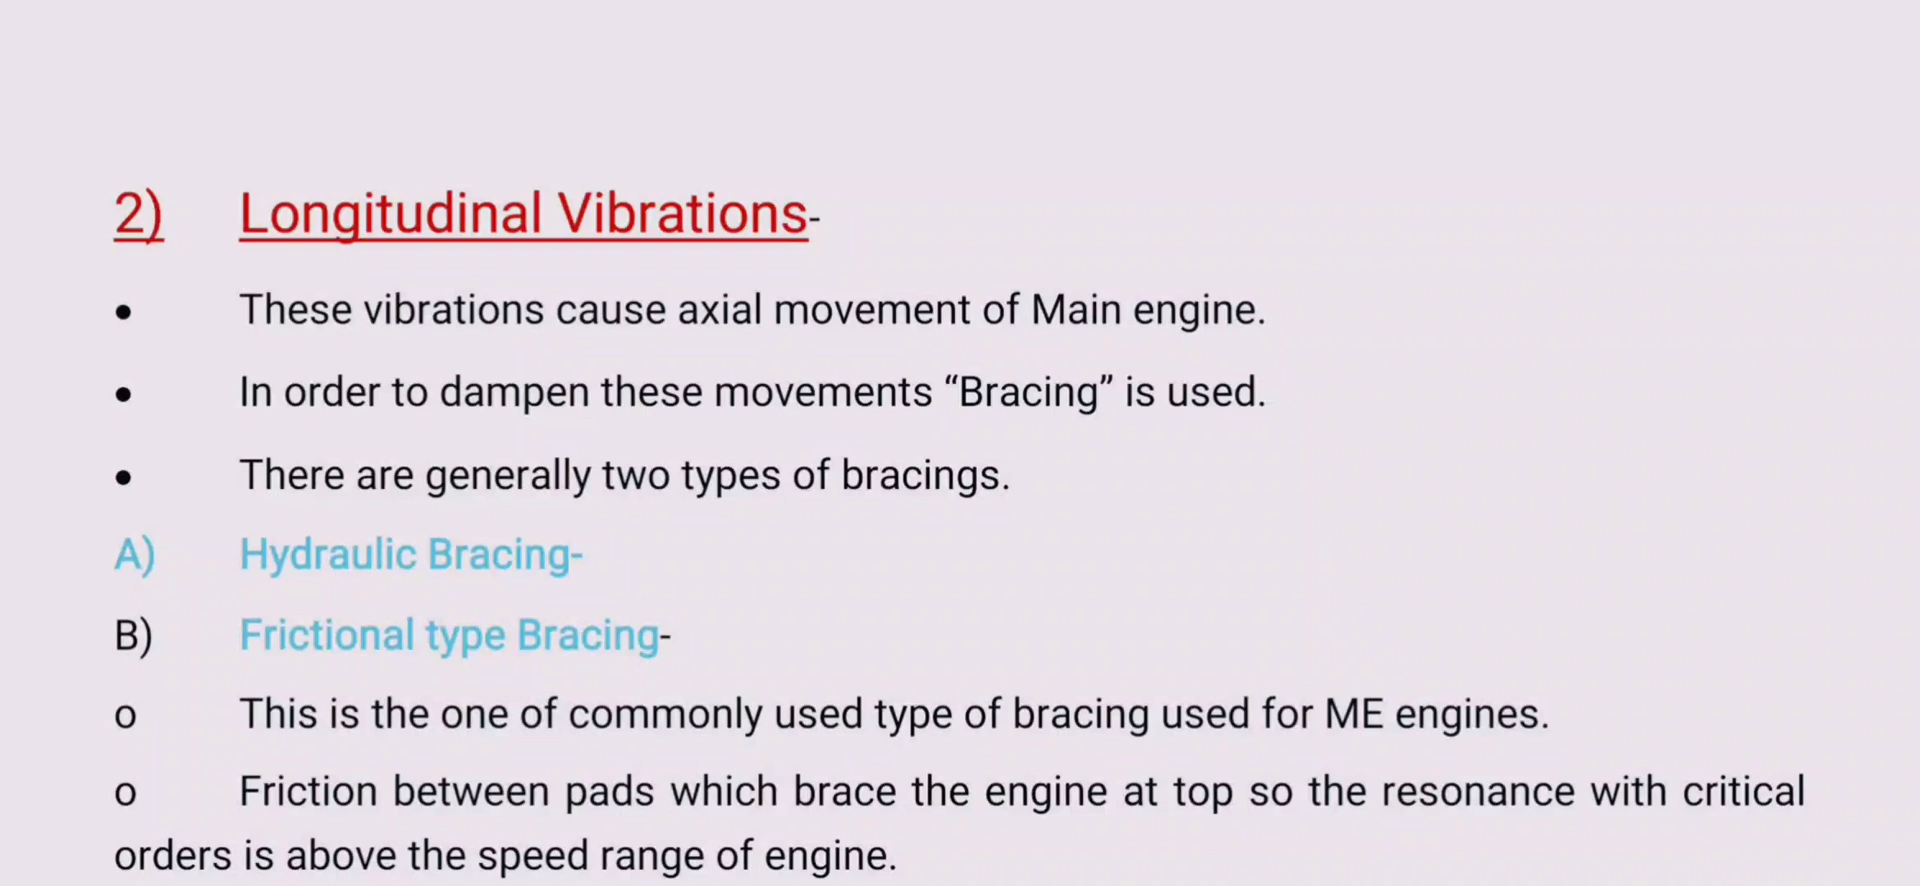 2) Longitudinal Vibrations-
• These vibrations cause axial movement of Main engine.
• In order to dampen these movements “Bracing” is used.
• There are generally two types of bracings.
A) Hydraulic Bracing-
B) Frictional type Bracing-
o This is the one of commonly used type of bracing used for ME engines.
o Friction between pads which brace the engine at top so the resonance with critical
orders is above the speed range of engine.